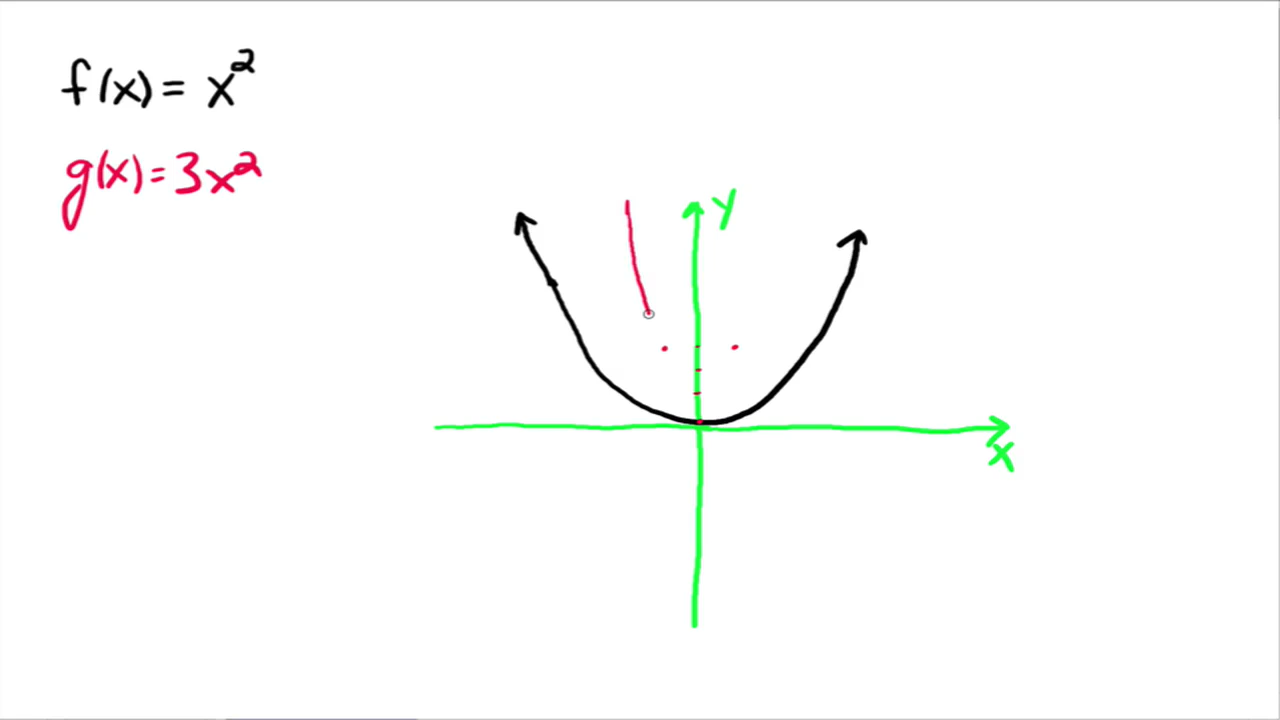 f(x) = x²
g(x) = 3x²
y
x